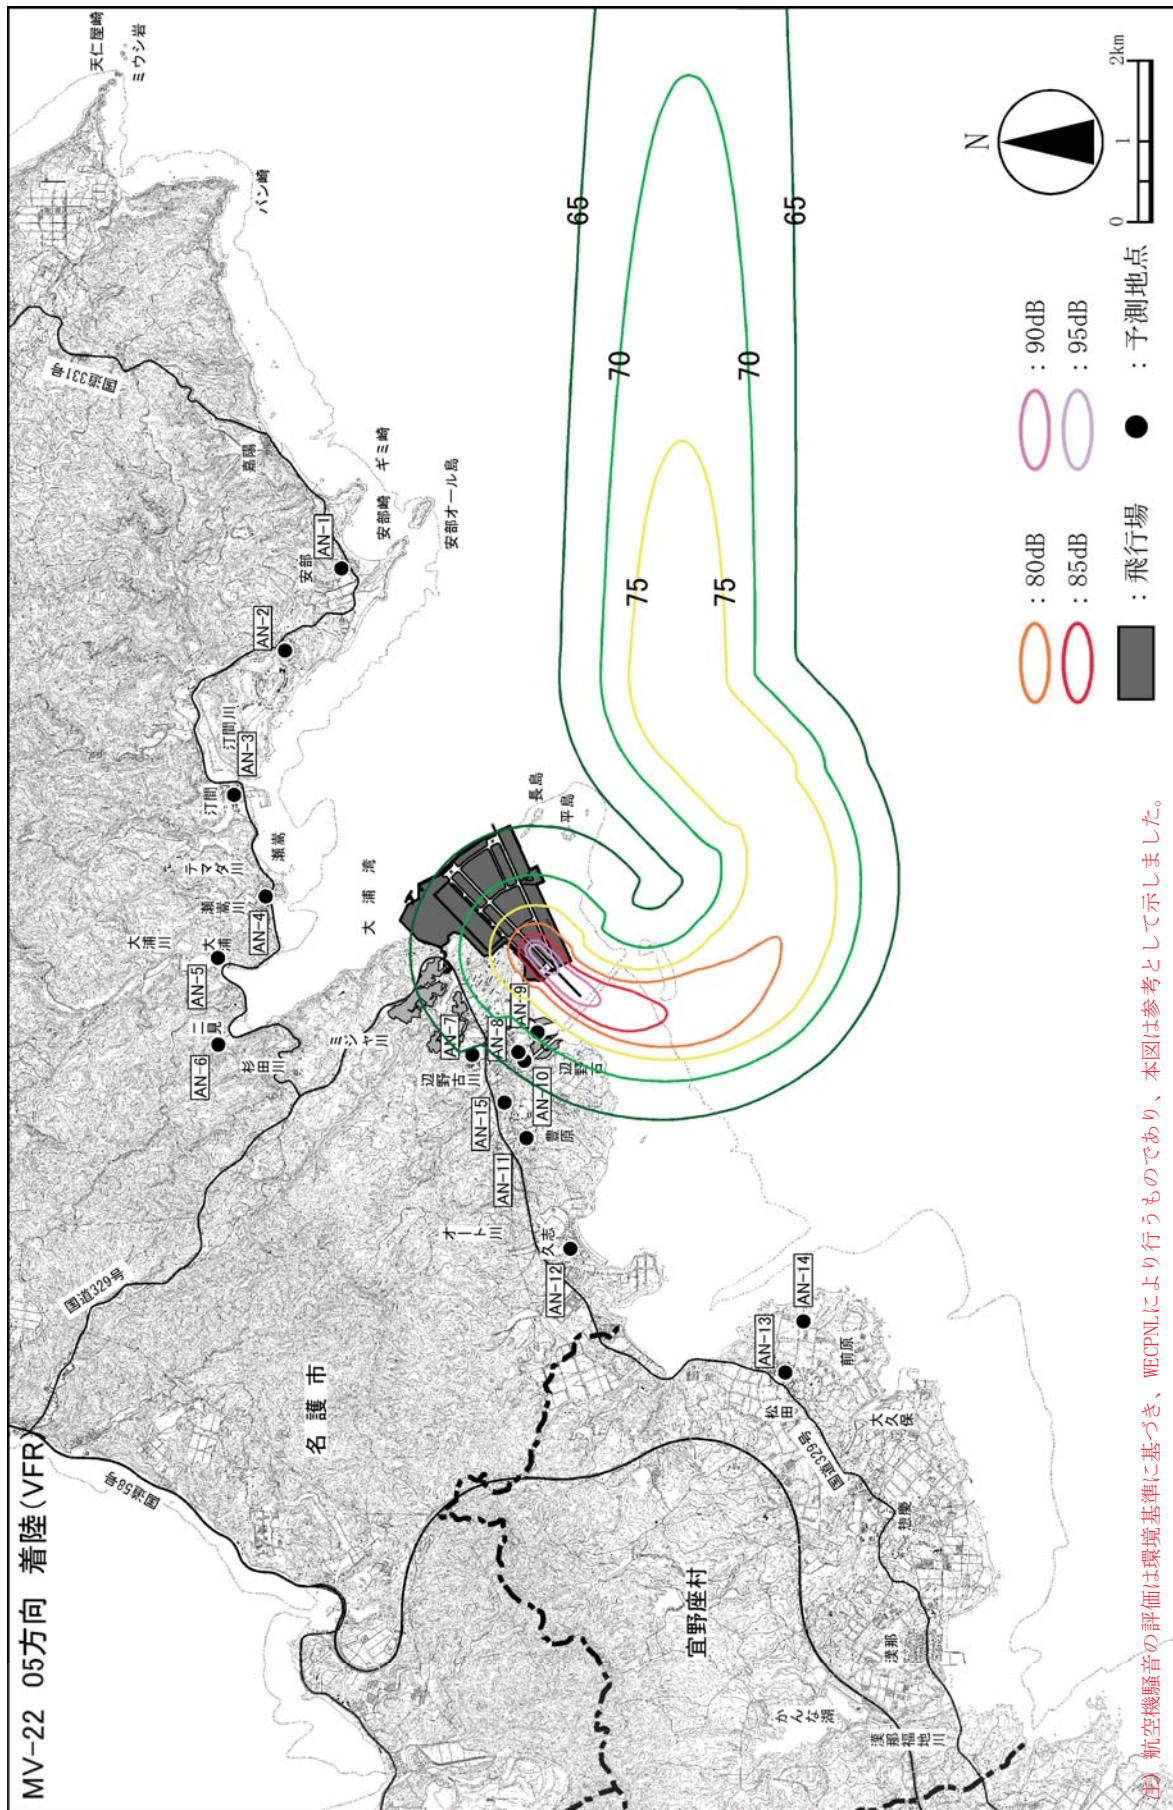 MV-22 05方向 着陸(VFR)
国道58号
国道329号
名護市
宜野座村
かんな湖
漢那福地川
漢那
惣慶
国道329号
大久保
松田
前原
AN-13
AN-14
AN-12
久志
オート川
AN-11
豊原
AN-15
AN-10
辺野古川
辺野古
AN-7
AN-8
AN-9
ミジャ川
杉田川
AN-6
二見
AN-5
大浦
大浦川
AN-4
瀬嵩川
瀬嵩
テマダ川
大浦湾
汀間
AN-3
汀間川
AN-2
安部
AN-1
安部崎
ギミ崎
安部オール島
嘉陽
国道331号
バン崎
天仁屋崎
ミウシ岩
長島
平島
65
65
70
70
75
75
N
0 1 2km
: 80dB
: 90dB
: 85dB
: 95dB
: 飛行場
: 予測地点
注) 航空機騒音の評価は環境基準に基づき、WECPNLにより行うものであり、本図は参考として示しました。